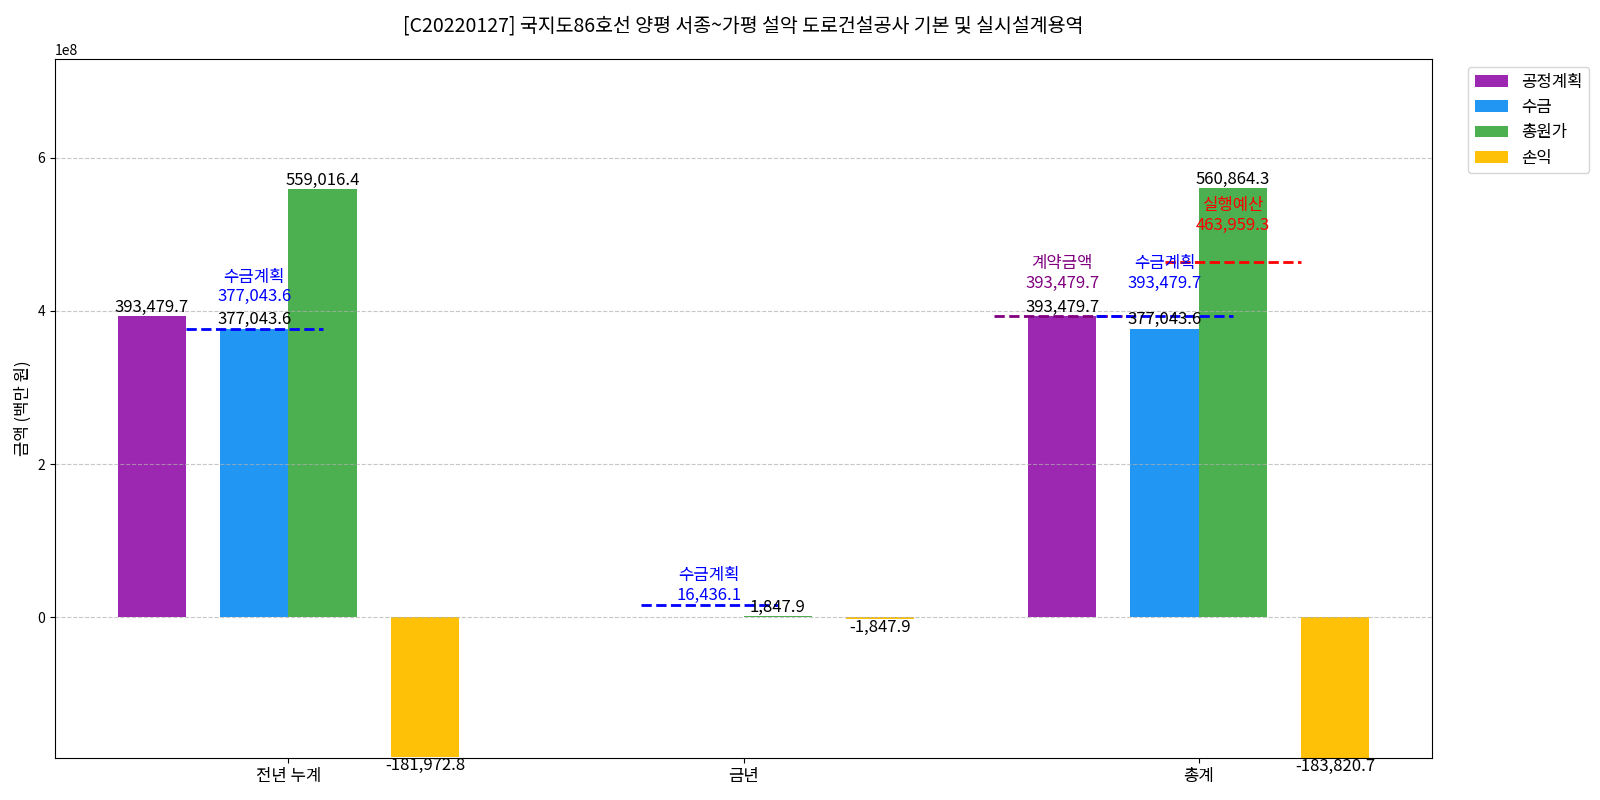 [C20220127] 국지도86호선 양평 서종~가평 설악 도로건설공사 기본 및 실시설계용역
1e8
공정계획
수금
총원가
손익
금액 (백만 원)
6
4
2
0
559,016.4
수금계획
377,043.6
393,479.7
377,043.6
-181,972.8
수금계획
16,436.1
1,847.9
-1,847.9
560,864.3
실행예산
463,959.3
계약금액
393,479.7
수금계획
393,479.7
393,479.7
377,043.6
-183,820.7
전년 누계
금년
총계